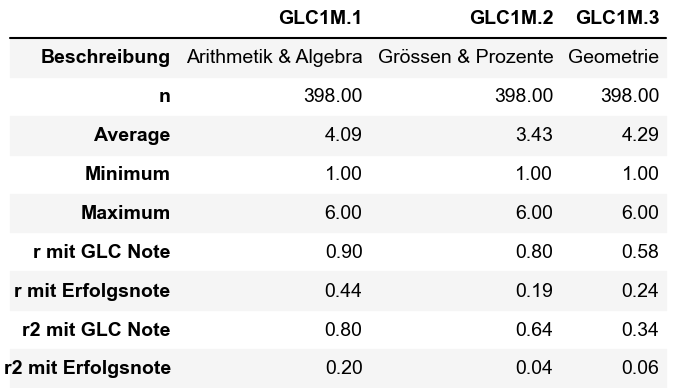 GLC1M.1 GLC1M.2 GLC1M.3
Beschreibung Arithmetik & Algebra Grössen & Prozente Geometrie
n 398.00 398.00 398.00
Average 4.09 3.43 4.29
Minimum 1.00 1.00 1.00
Maximum 6.00 6.00 6.00
r mit GLC Note 0.90 0.80 0.58
r mit Erfolgsnote 0.44 0.19 0.24
r2 mit GLC Note 0.80 0.64 0.34
r2 mit Erfolgsnote 0.20 0.04 0.06